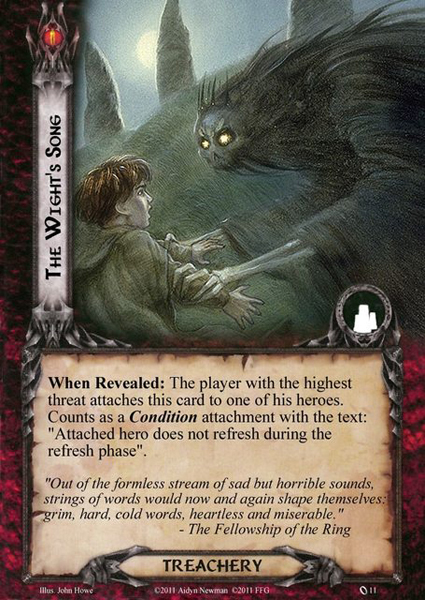 THE WIGHT'S SONG
When Revealed: The player with the highest
threat attaches this card to one of his heroes.
Counts as a Condition attachment with the text:
"Attached hero does not refresh during the
refresh phase".
"Out of the formless stream of sad but horrible sounds,
strings of words would now and again shape themselves:
grim, hard, cold words, heartless and miserable."
- The Fellowship of the Ring
TREACHERY
Illus. John Howe ©2011 Aidyn Newman ©2011 FFG 11